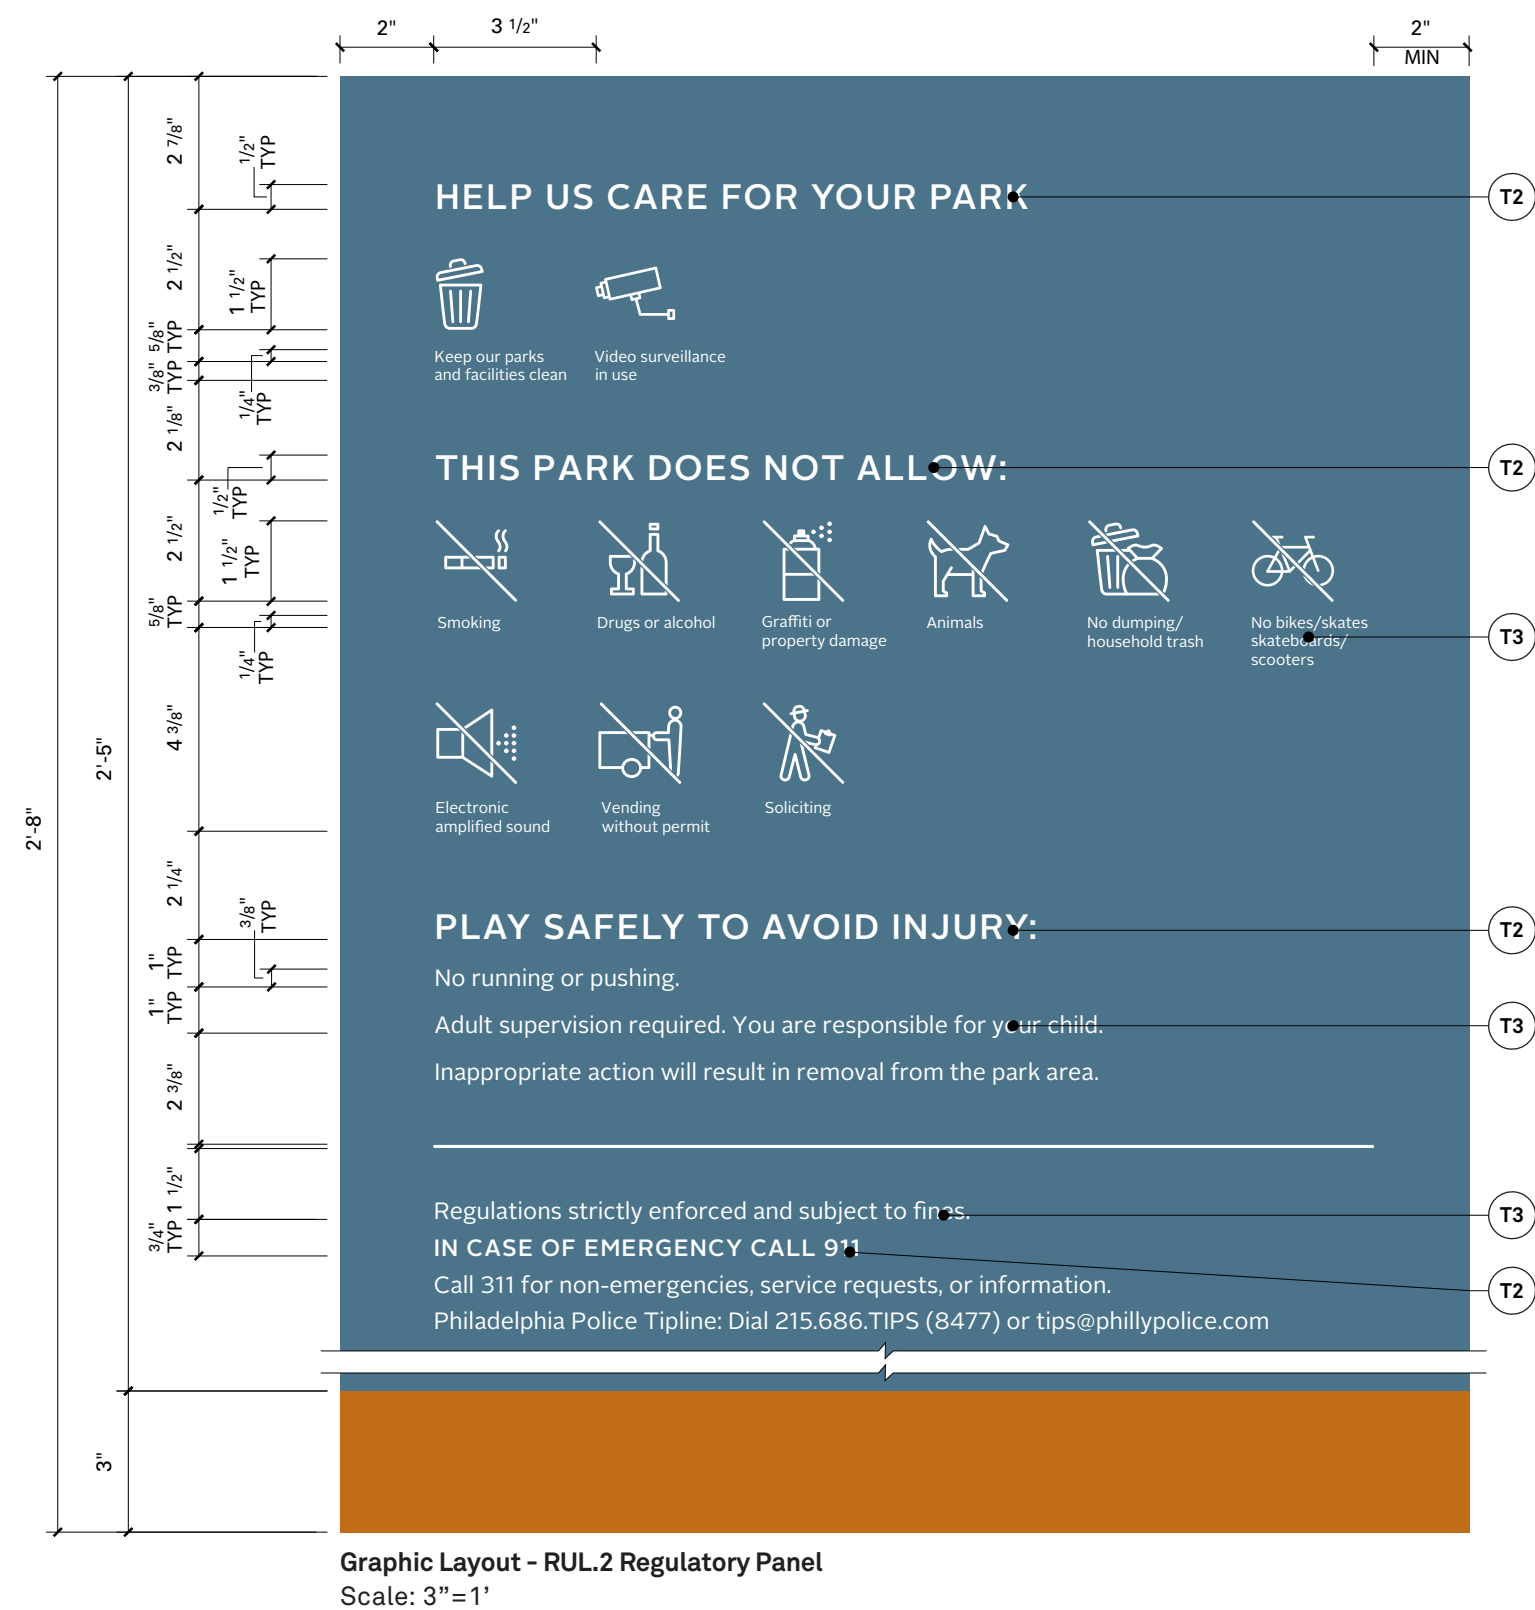 2"
3 1/2"
2"
MIN
2 7/8"
1/2"
TYP
HELP US CARE FOR YOUR PARK
T2
2 1/2"
1 1/2"
TYP
5/8"
TYP
3/8"
TYP
1/4"
TYP
Keep our parks
and facilities clean
Video surveillance
in use
2 1/8"
1/2"
TYP
THIS PARK DOES NOT ALLOW:
T2
2 1/2"
1 1/2"
TYP
5/8"
TYP
1/4"
TYP
Smoking
Drugs or alcohol
Graffiti or
property damage
Animals
No dumping/
household trash
No bikes/skates
skateboards/
scooters
T3
4 3/8"
2'-5"
2'-8"
Electronic
amplified sound
Vending
without permit
Soliciting
2 1/4"
3/8"
TYP
PLAY SAFELY TO AVOID INJURY:
T2
1"
TYP
No running or pushing.
1"
TYP
Adult supervision required. You are responsible for your child.
T3
Inappropriate action will result in removal from the park area.
2 3/8"
1 1/2"
3/4"
TYP
Regulations strictly enforced and subject to fines.
T3
IN CASE OF EMERGENCY CALL 911
T2
Call 311 for non-emergencies, service requests, or information.
Philadelphia Police Tipline: Dial 215.686.TIPS (8477) or tips@phillypolice.com
3"
Graphic Layout - RUL.2 Regulatory Panel
Scale: 3”=1’